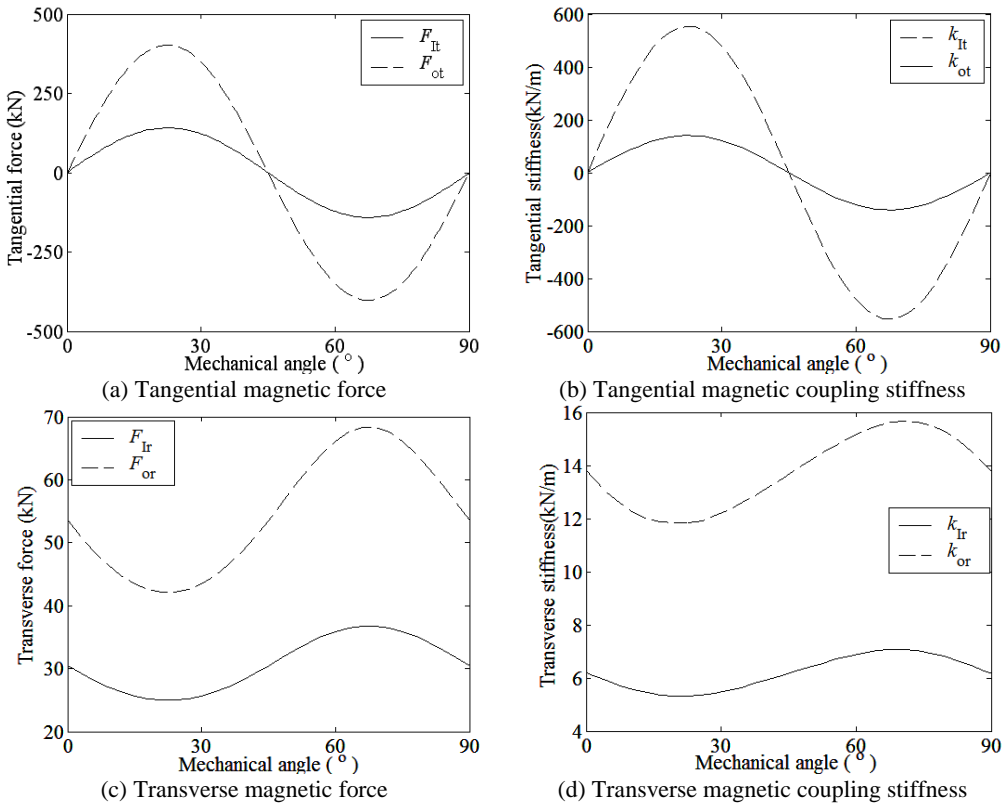 500
250
0
-250
-500
Tangential force (kN)
F_It
F_ot
0 30 60 90
Mechanical angle ( ° )
(a) Tangential magnetic force
600
400
200
0
-200
-400
-600
Tangential stiffness(kN/m)
k_It
k_ot
0 30 60 90
Mechanical angle ( ° )
(b) Tangential magnetic coupling stiffness
70
60
50
40
30
20
Transverse force (kN)
F_Ir
F_or
0 30 60 90
Mechanical angle ( ° )
(c) Transverse magnetic force
16
14
12
10
8
6
4
Transverse stiffness(kN/m)
k_Ir
k_or
0 30 60 90
Mechanical angle ( ° )
(d) Transverse magnetic coupling stiffness